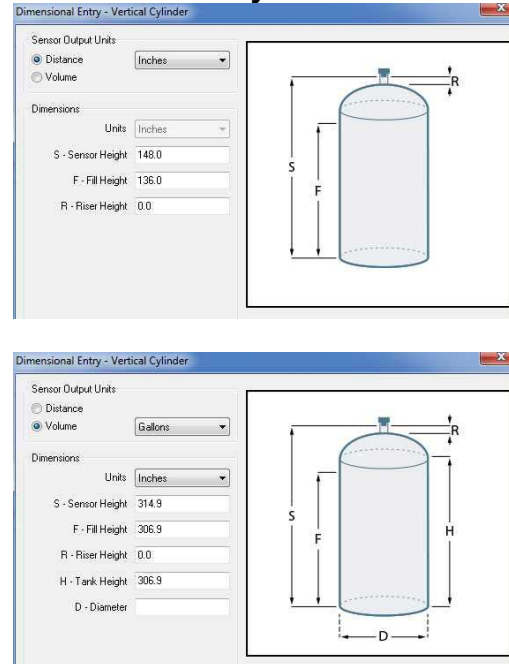 Dimensional Entry - Vertical Cylinder
Sensor Output Units
Distance
Inches
Volume
Dimensions
Units Inches
S - Sensor Height 148.0
F - Fill Height 136.0
R - Riser Height 0.0
R
S
F
Dimensional Entry - Vertical Cylinder
Sensor Output Units
Distance
Volume
Gallons
Dimensions
Units Inches
S - Sensor Height 314.9
F - Fill Height 306.9
R - Riser Height 0.0
H - Tank Height 306.9
D - Diameter
R
S
F
H
D